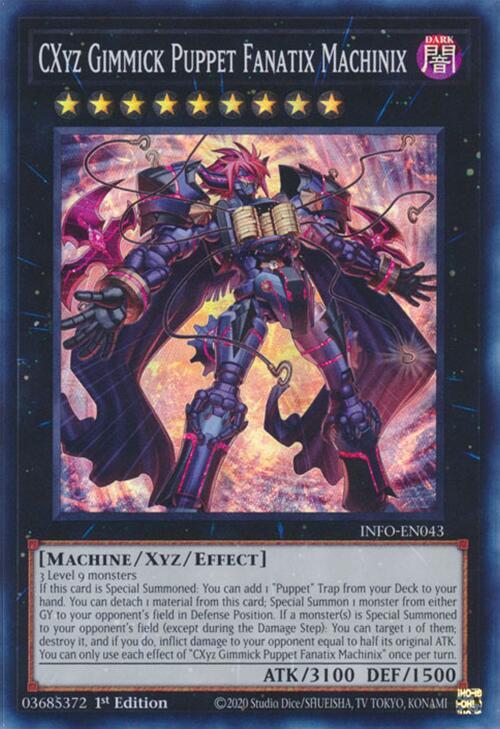 CXyz Gimmick Puppet Fanatix Machinix
DARK
闇
INFO-EN043
[Machine/Xyz/Effect]
3 Level 9 monsters
If this card is Special Summoned: You can add 1 "Puppet" Trap from your Deck to your
hand. You can detach 1 material from this card; Special Summon 1 monster from either
GY to your opponent's field in Defense Position. If a monster(s) is Special Summoned
to your opponent's field (except during the Damage Step): You can target 1 of them;
destroy it, and if you do, inflict damage to your opponent equal to half its original ATK.
You can only use each effect of "CXyz Gimmick Puppet Fanatix Machinix" once per turn.
ATK/3100 DEF/1500
03685372 1st Edition ©2020 Studio Dice/SHUEISHA, TV TOKYO, KONAMI